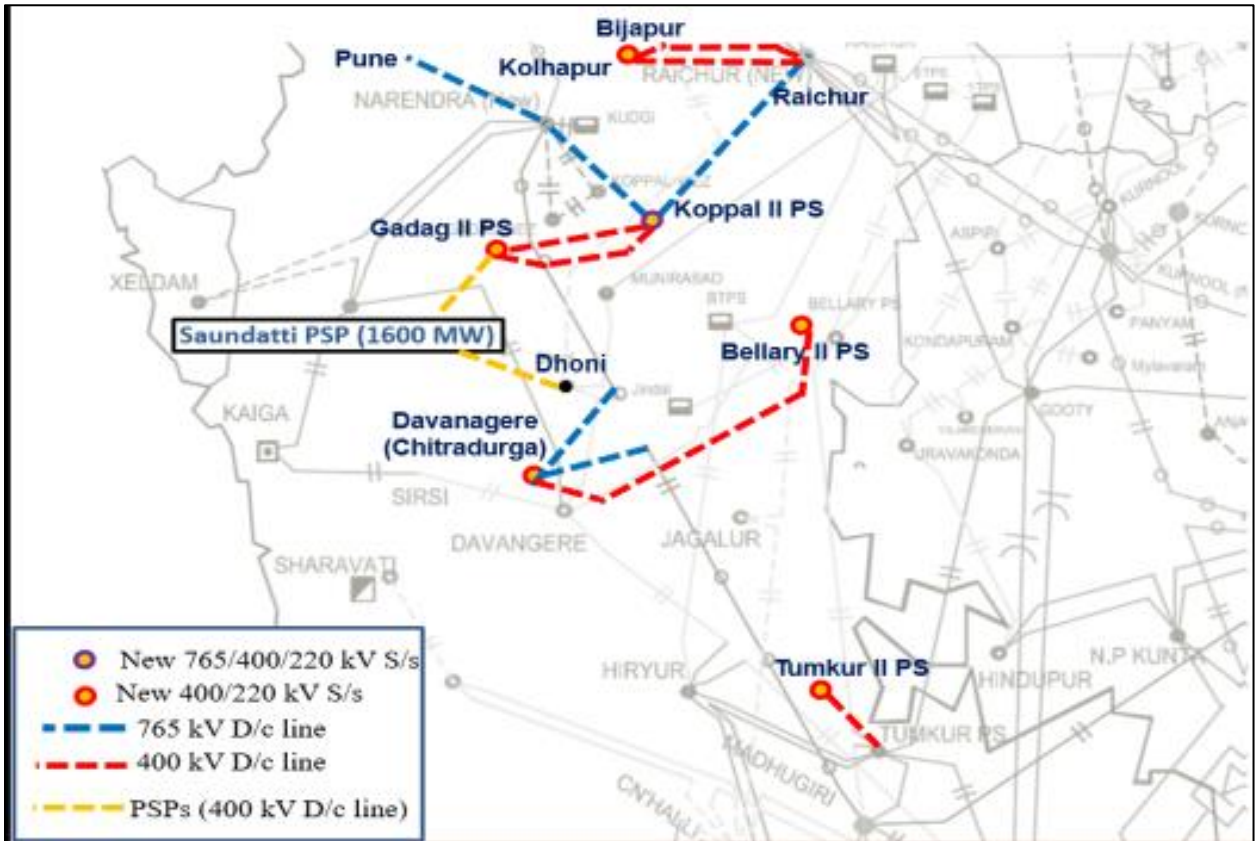 Bijapur
Pune
Kolhapur
RAICHUR (NEW)
Raichur
NARENDRA (New)
KUDGI
Koppal II PS
Gadag II PS
KURNOOL
ASPIRI
XELDAM
MUNIRABAD
BTPS
BELLARY PS
PANYAM
Saundatti PSP (1600 MW)
KONDAPURAM
Bellary II PS
Mylavaram
Dhoni
Jindal
KAIGA
GOOTY
Davanagere
(Chitradurga)
URAVAKONDA
SIRSI
DAVANGERE
JAGALUR
SHARAVATI
HIRYUR
Tumkur II PS
N.P KUNTA
HINDUPUR
TUMKUR PS
MADHUGIRI
New 765/400/220 kV S/s
New 400/220 kV S/s
765 kV D/c line
400 kV D/c line
PSPs (400 kV D/c line)